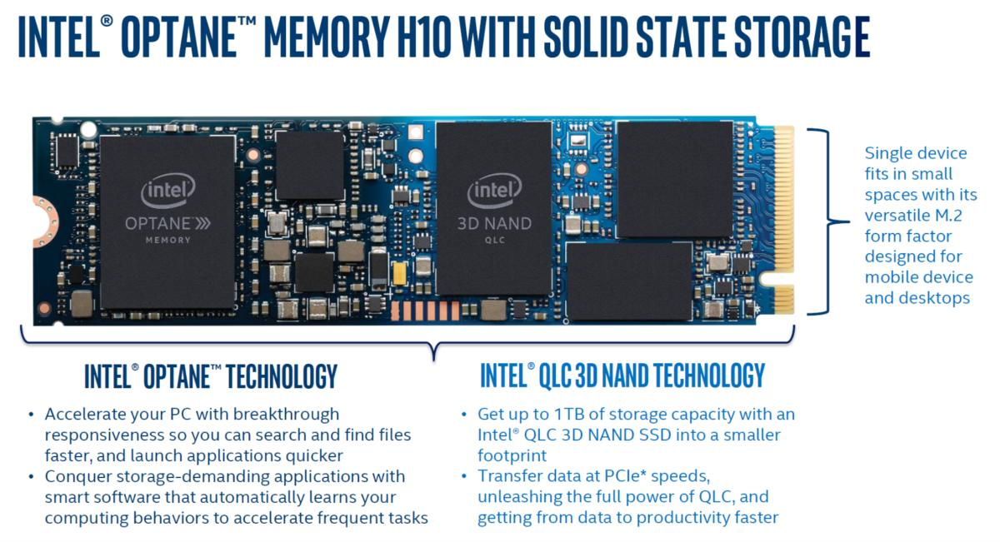 INTEL® OPTANE™ MEMORY H10 WITH SOLID STATE STORAGE
intel
OPTANE
MEMORY
intel
3D NAND
QLC
Single device
fits in small
spaces with its
versatile M.2
form factor
designed for
mobile device
and desktops
INTEL® OPTANE™ TECHNOLOGY
• Accelerate your PC with breakthrough
responsiveness so you can search and find files
faster, and launch applications quicker
• Conquer storage-demanding applications with
smart software that automatically learns your
computing behaviors to accelerate frequent tasks
INTEL® QLC 3D NAND TECHNOLOGY
• Get up to 1TB of storage capacity with an
Intel® QLC 3D NAND SSD into a smaller
footprint
• Transfer data at PCIe* speeds,
unleashing the full power of QLC, and
getting from data to productivity faster